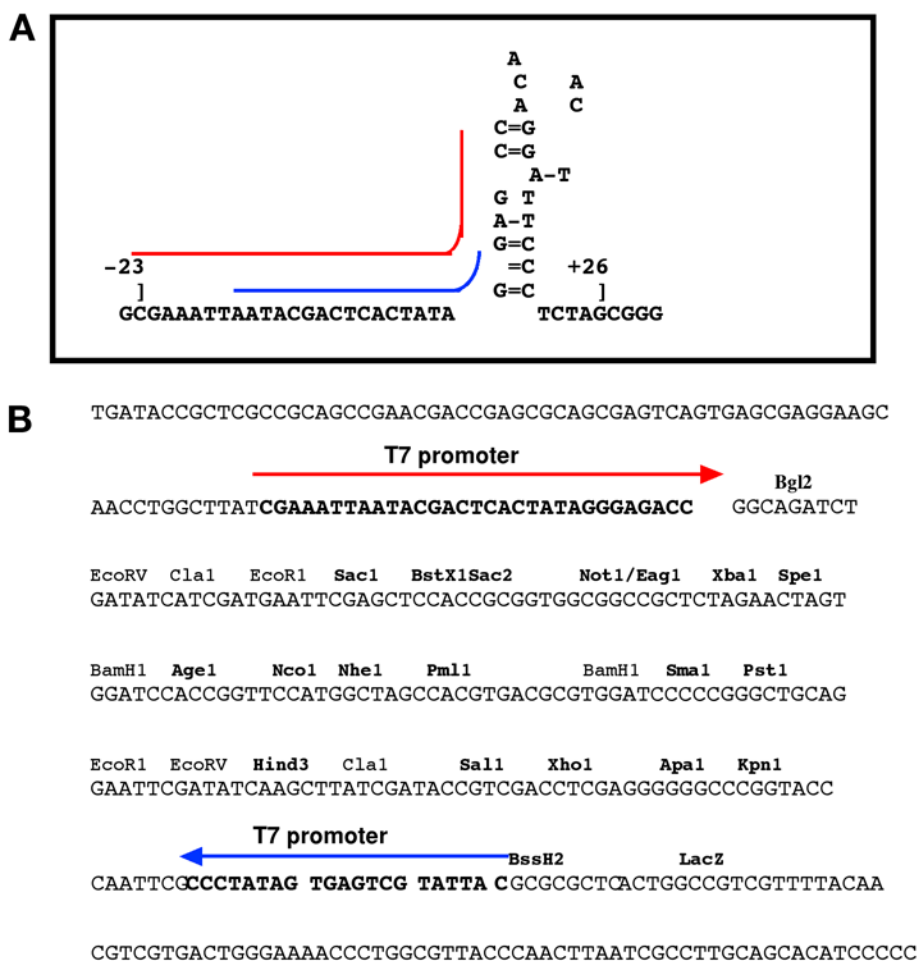 A
A
C A
A C
C=G
C=G
A-T
G T
A-T
G=C
-23 =C +26
] G=C ]
GCGAAATTAATACGACTCACTATA TCTAGCGGG
B
TGATACCGCTCGCCGCAGCCGAACGACCGAGCGCAGCGAGTCAGTGAGCGAGGAAGC
T7 promoter
Bgl2
AACCTGGCTTATCGAAATTAATACGACTCACTATAGGGAGACC GGCAGATCT
EcoRV Cla1 EcoR1 Sac1 BstX1Sac2 Not1/Eag1 Xba1 Spe1
GATATCATCGATGAATTCGAGCTCCACCGCGGTGGCGGCCGCTCTAGAACTAGT
BamH1 Age1 Nco1 Nhe1 Pml1 BamH1 Sma1 Pst1
GGATCCACCGGTTCCATGGCTAGCCACGTGACGCGTGGATCCCCCGGGCTGCAG
EcoR1 EcoRV Hind3 Cla1 Sal1 Xho1 Apa1 Kpn1
GAATTCGATATCAAGCTTATCGATACCGTCGACCTCGAGGGGGGGCCCGGTACC
T7 promoter
BssH2 LacZ
CAATTCGCCCTATAG TGAGTCG TATTA CGCGCGCTCACTGGCCGTCGTTTTACAA
CGTCGTGACTGGGAAAACCCTGGCGTTACCCAACTTAATCGCCTTGCAGCACATCCCCC